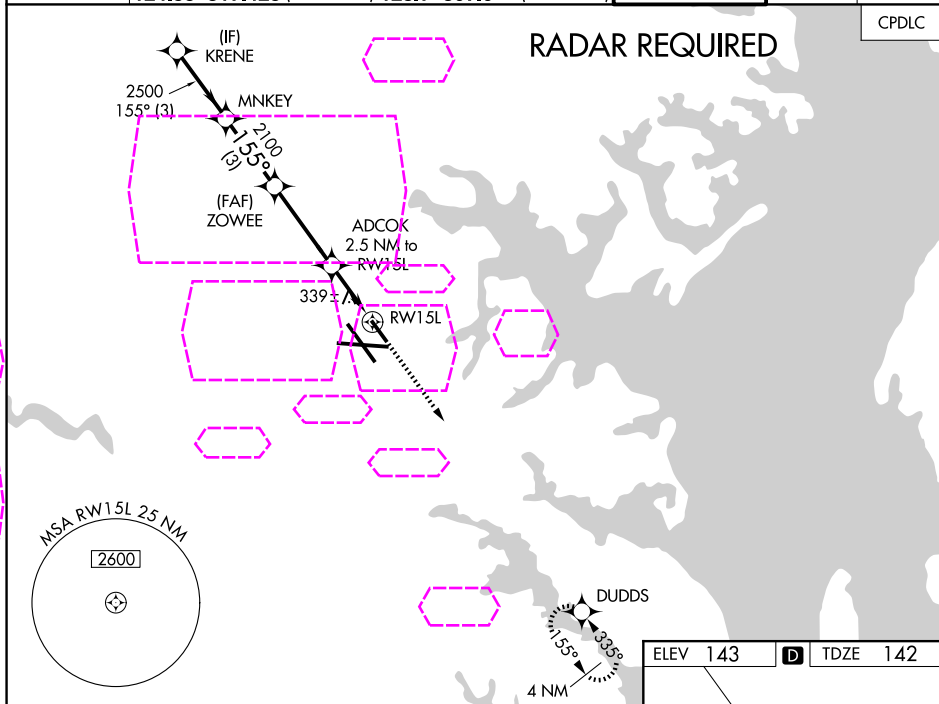 CPDLC
RADAR REQUIRED
(IF)
KRENE
2500
155° (3)
MNKEY
2100
155°
(3)
(FAF)
ZOWEE
ADCOK
2.5 NM to
RW15L
339±
RW15L
MSA RW15L 25 NM
2600
DUDDS
155°
335°
4 NM
ELEV 143
D
TDZE 142